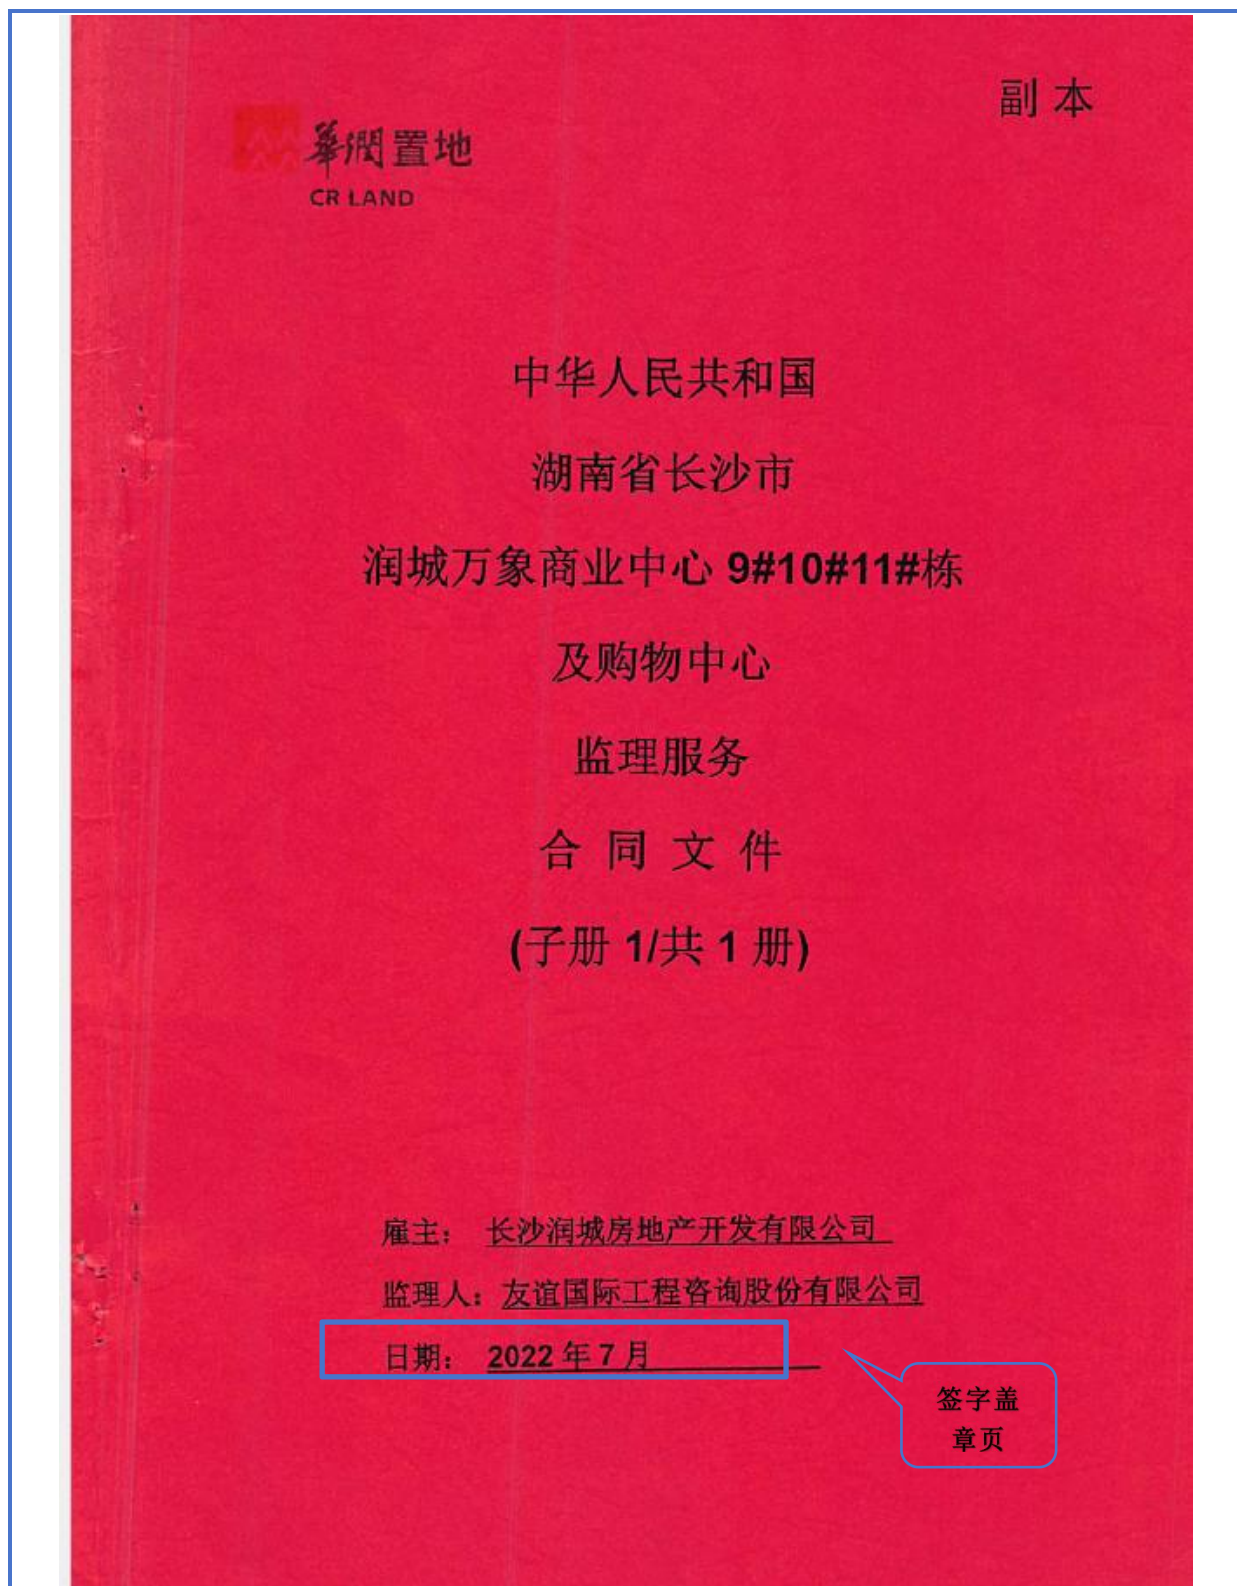 副 本
華润置地
CR LAND
中华人民共和国
湖南省长沙市
润城万象商业中心 9#10#11#栋
及购物中心
监理服务
合 同 文 件
(子册 1/共 1 册)
雇主： 长沙润城房地产开发有限公司
监理人：友谊国际工程咨询股份有限公司
日期： 2022 年 7 月
签字盖
章页